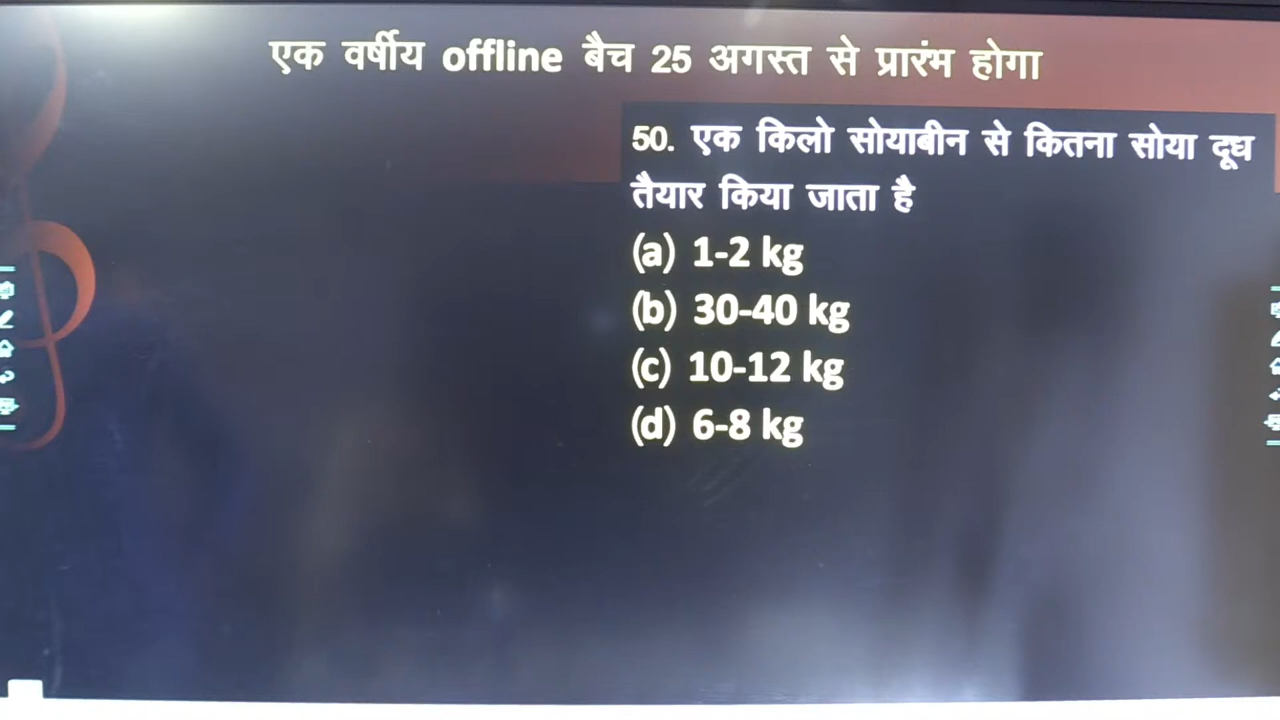 एक वर्षीय offline बैच 25 अगस्त से प्रारंभ होगा
50. एक किलो सोयाबीन से कितना सोया दूध
तैयार किया जाता है
(a) 1-2 kg
(b) 30-40 kg
(c) 10-12 kg
(d) 6-8 kg